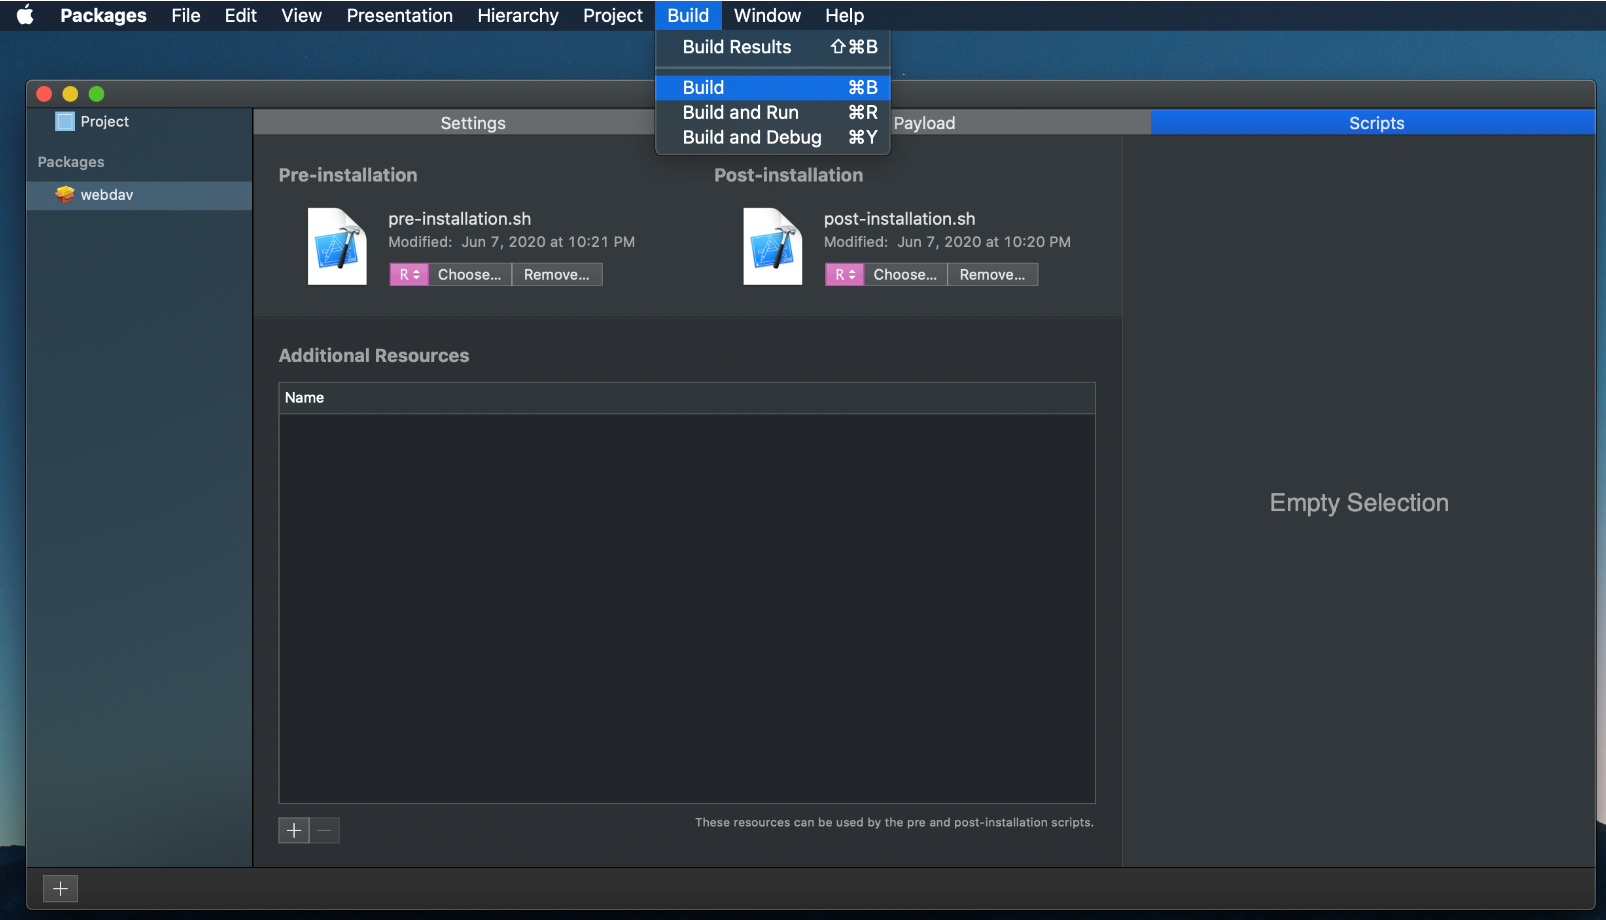 Packages File Edit View Presentation Hierarchy Project Build Window Help
Build Results ⇧⌘B
Build ⌘B
Build and Run ⌘R
Build and Debug ⌘Y
Project
Packages
webdav
Settings Payload Scripts
Pre-installation
pre-installation.sh
Modified: Jun 7, 2020 at 10:21 PM
R Choose... Remove...
Post-installation
post-installation.sh
Modified: Jun 7, 2020 at 10:20 PM
R Choose... Remove...
Additional Resources
Name
These resources can be used by the pre and post-installation scripts.
Empty Selection